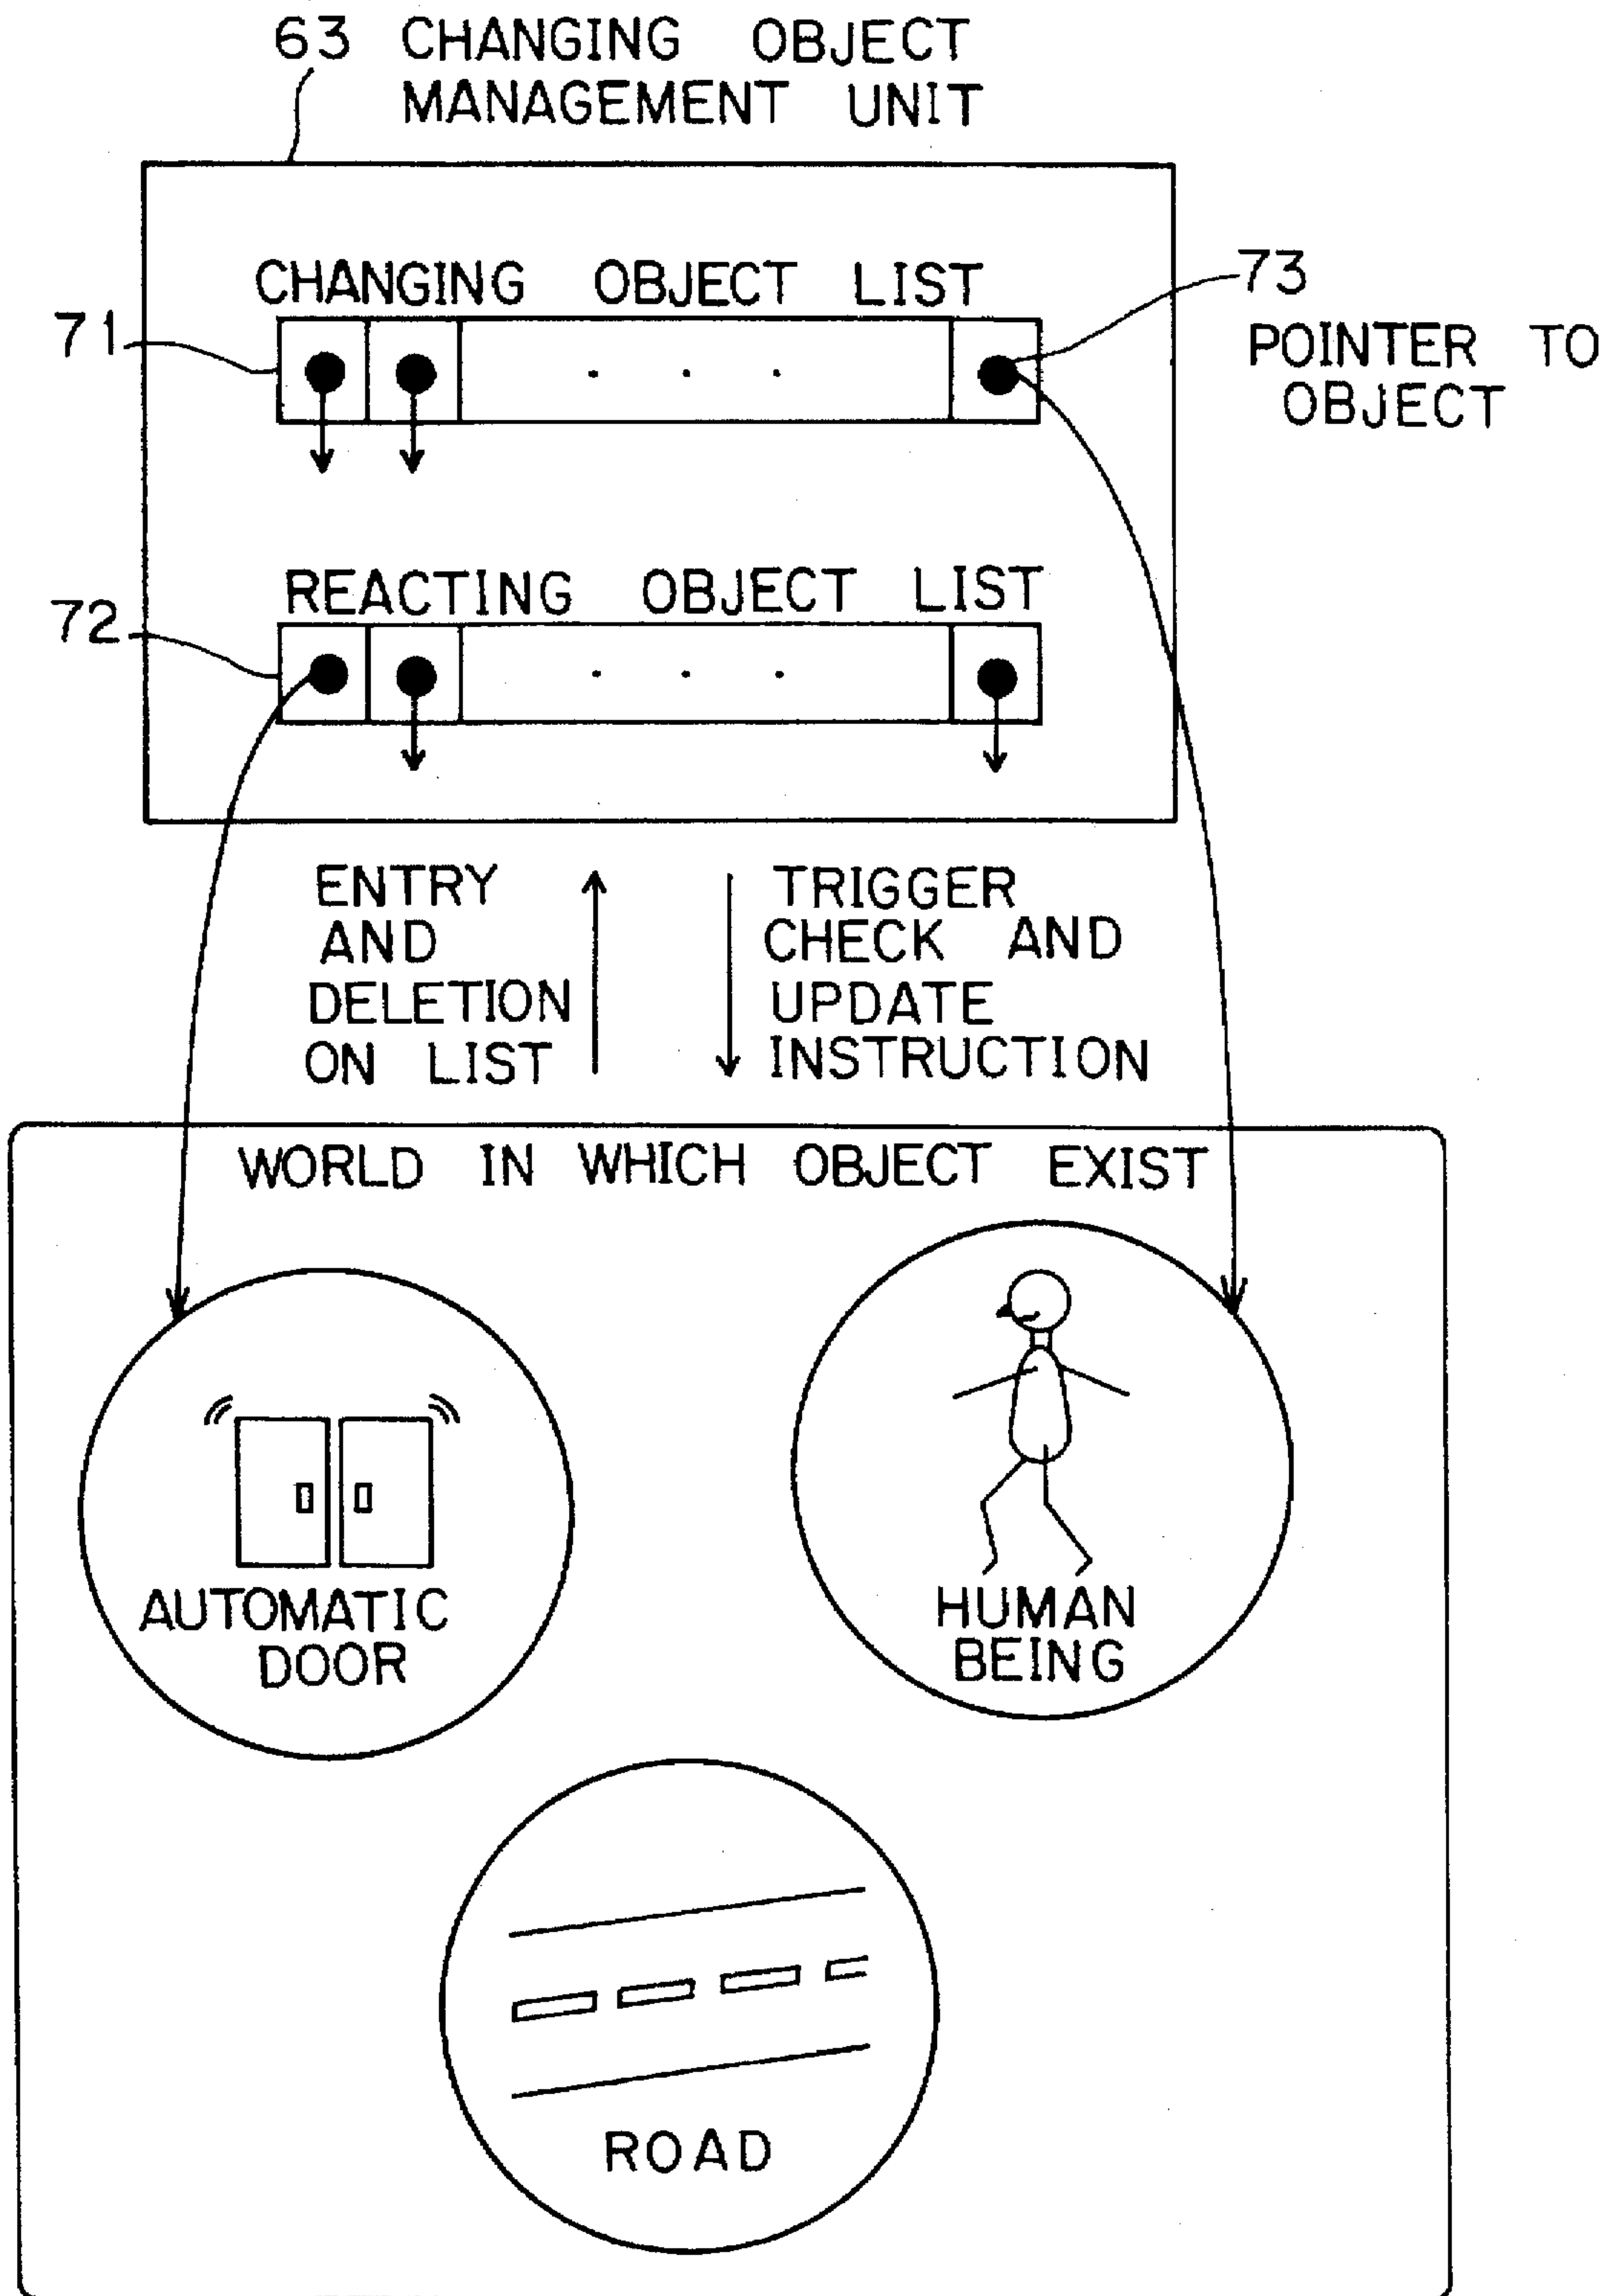 63 CHANGING OBJECT
MANAGEMENT UNIT
CHANGING OBJECT LIST
71
73
POINTER TO
OBJECT
REACTING OBJECT LIST
72
ENTRY
AND
DELETION
ON LIST
TRIGGER
CHECK AND
UPDATE
INSTRUCTION
WORLD IN WHICH OBJECT EXIST
AUTOMATIC
DOOR
HUMAN
BEING
ROAD